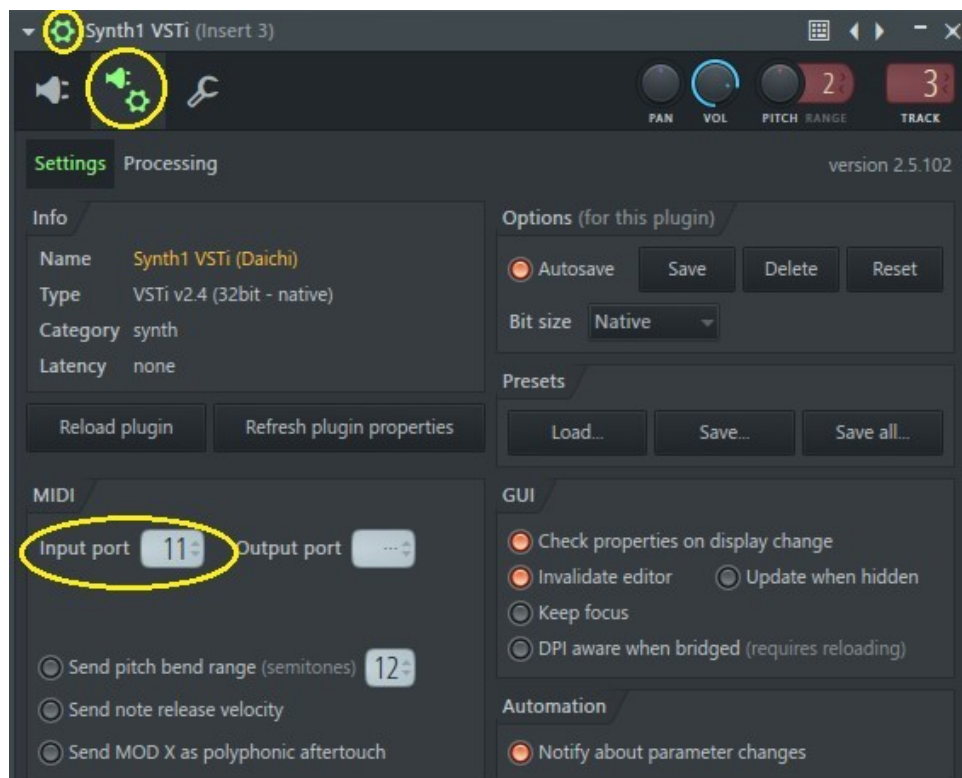 Synth1 VSTi (Insert 3)
2
3
PAN VOL PITCH RANGE TRACK
Settings Processing
version 2.5.102
Info
Name Synth1 VSTi (Daichi)
Type VSTi v2.4 (32bit - native)
Category synth
Latency none
Reload plugin Refresh plugin properties
Options (for this plugin)
Autosave Save Delete Reset
Bit size Native
Presets
Load... Save... Save all...
MIDI
Input port 11 Output port ---
Send pitch bend range (semitones) 12
Send note release velocity
Send MOD X as polyphonic aftertouch
GUI
Check properties on display change
Invalidate editor Update when hidden
Keep focus
DPI aware when bridged (requires reloading)
Automation
Notify about parameter changes